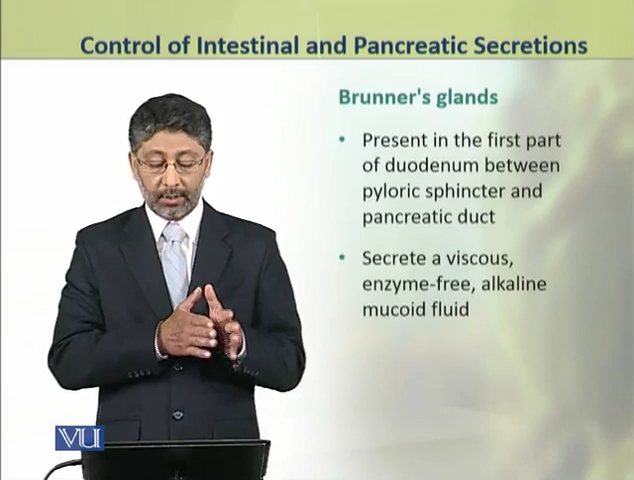 Control of Intestinal and Pancreatic Secretions
Brunner's glands
• Present in the first part
of duodenum between
pyloric sphincter and
pancreatic duct
• Secrete a viscous,
enzyme-free, alkaline
mucoid fluid
VU